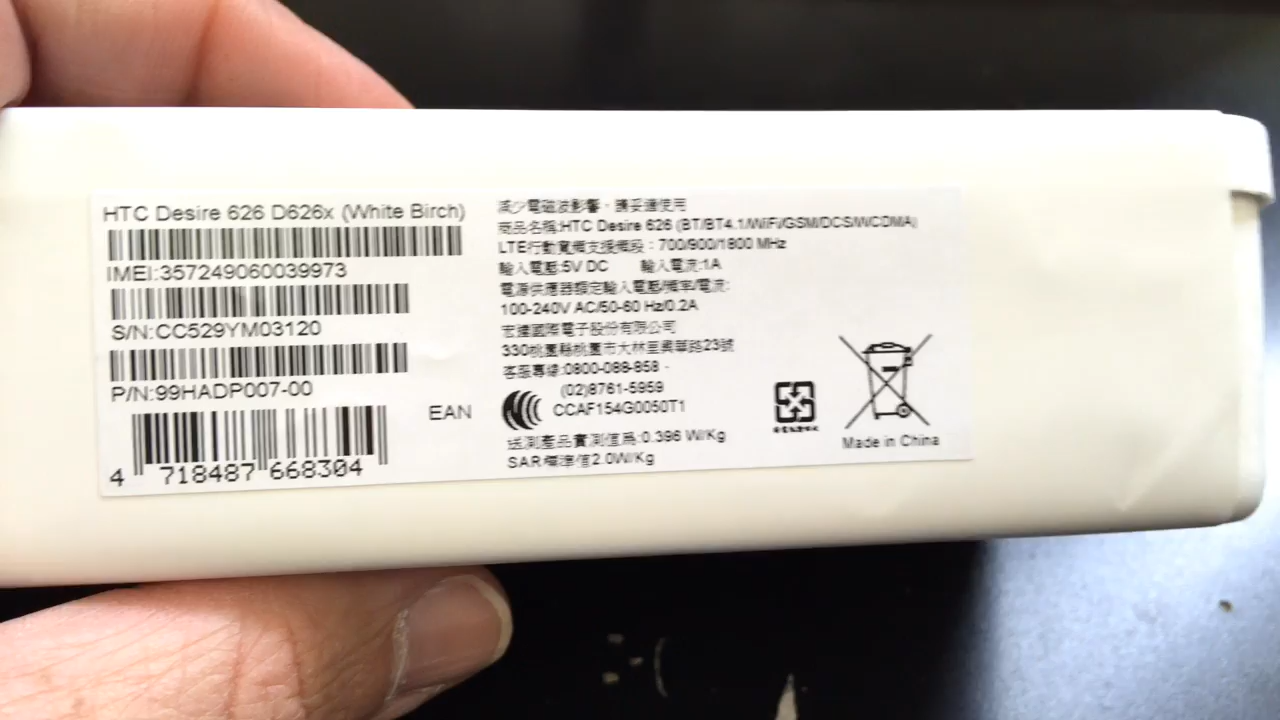 HTC Desire 626 D626x (White Birch)
IMEI:357249060039973
S/N:CC529YM03120
P/N:99HADP007-00
4 718487 668304
EAN
減少電磁波影響，請妥適使用
商品名稱:HTC Desire 626 (BT/BT4.1/WiFi/GSM/DCS/WCDMA)
LTE行動寬頻支援頻段：700/900/1800 MHz
輸入電壓:5V DC 輸入電流:1A
電源供應器額定輸入電壓/頻率/電流:
100-240V AC/50-60 Hz/0.2A
宏達國際電子股份有限公司
330桃園縣桃園市大林里興華路23號
客服專線:0800-088-858、
(02)8761-5959
CCAF154G0050T1
送測產品實測值為:0.396 W/Kg
SAR標準值2.0W/Kg
Made in China